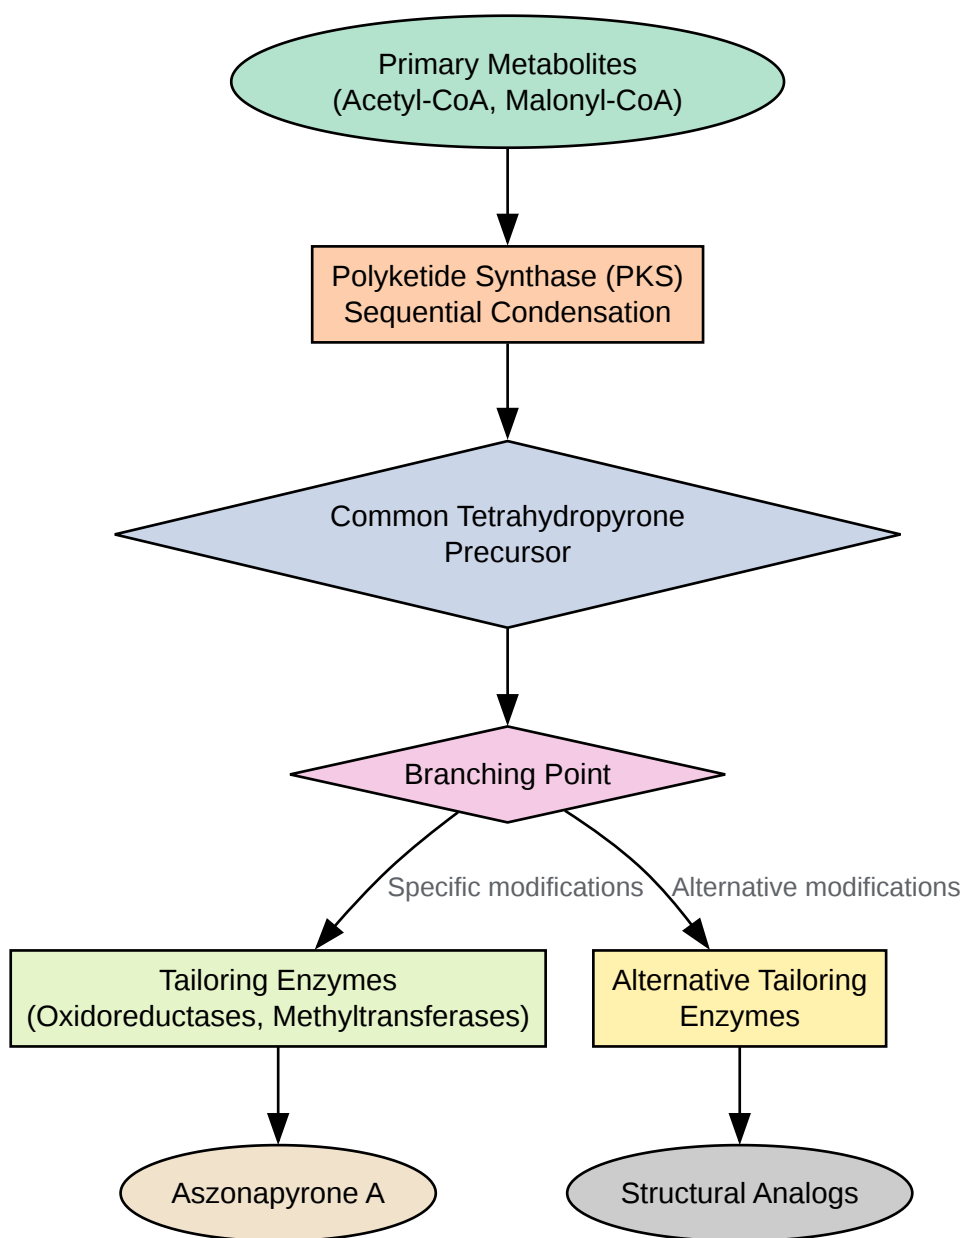 Primary Metabolites
(Acetyl-CoA, Malonyl-CoA)
Polyketide Synthase (PKS)
Sequential Condensation
Common Tetrahydropyrone
Precursor
Branching Point
Specific modifications
Alternative modifications
Tailoring Enzymes
(Oxidoreductases, Methyltransferases)
Alternative Tailoring
Enzymes
Aszonapyrone A
Structural Analogs